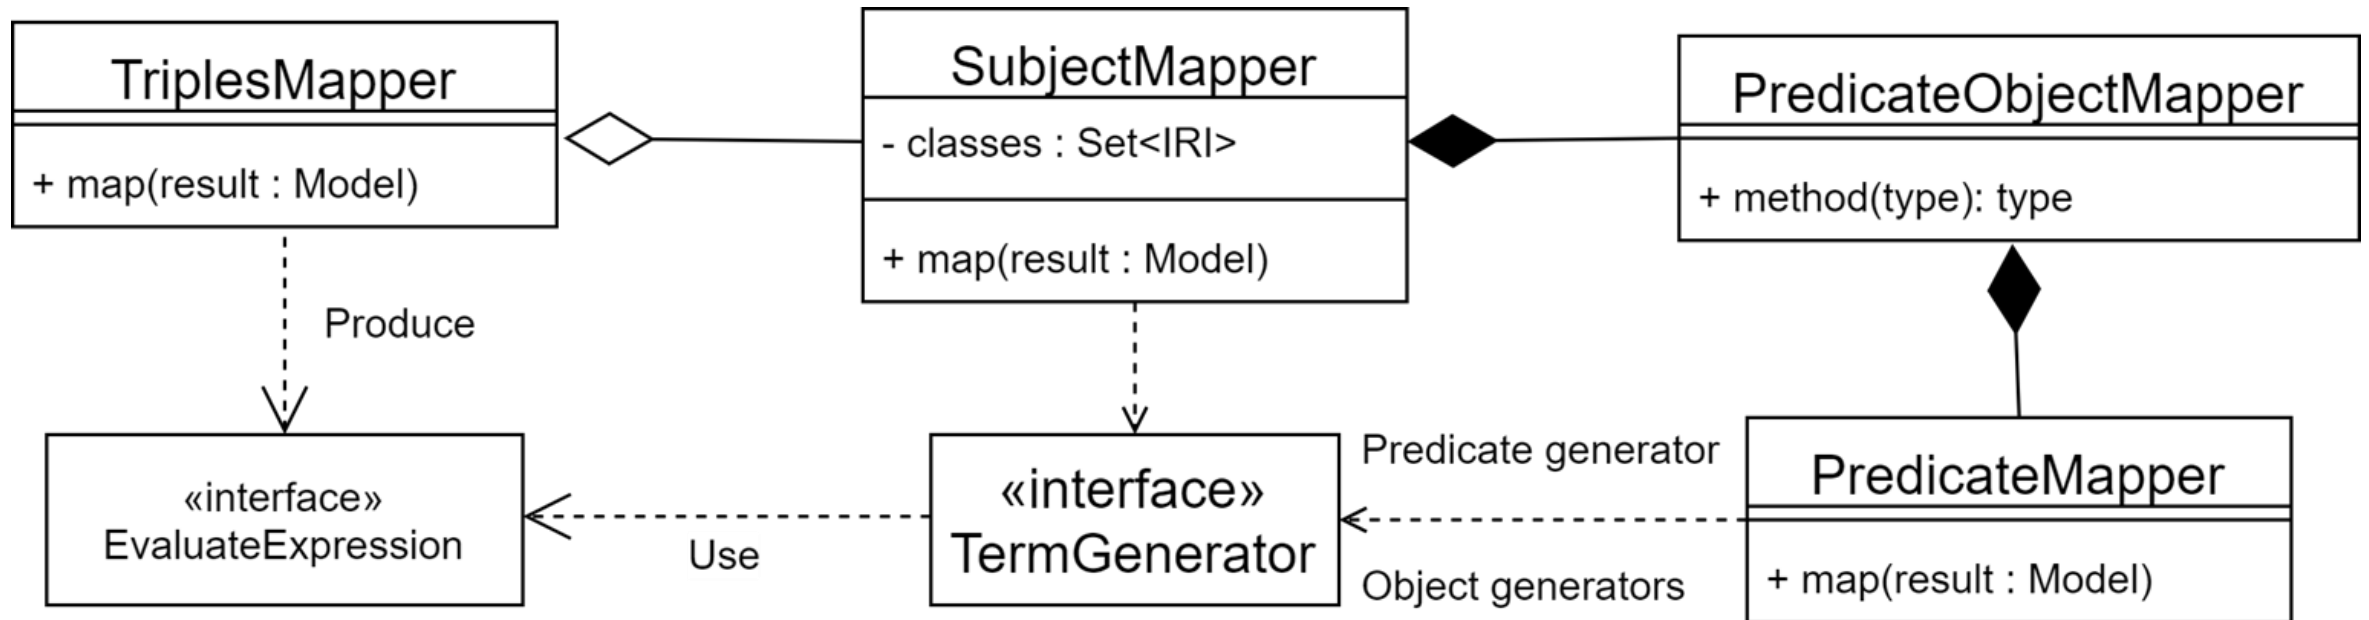 TriplesMapper
+ map(result : Model)
SubjectMapper
- classes : Set<IRI>
+ map(result : Model)
PredicateObjectMapper
+ method(type): type
Produce
«interface»
EvaluateExpression
Use
«interface»
TermGenerator
Predicate generator
Object generators
PredicateMapper
+ map(result : Model)